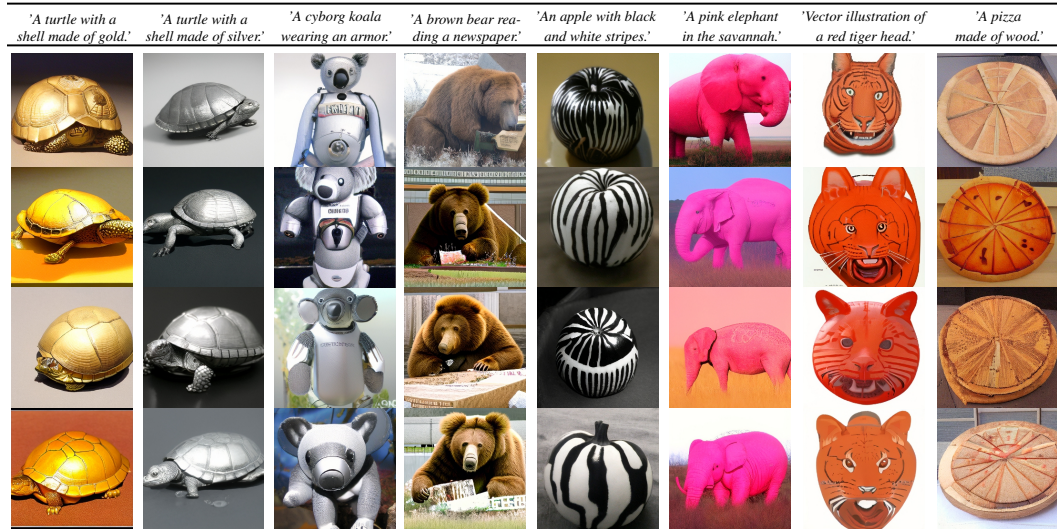 'A turtle with a
shell made of gold.'
'A turtle with a
shell made of silver.'
'A cyborg koala
wearing an armor.'
'A brown bear rea-
ding a newspaper.'
'An apple with black
and white stripes.'
'A pink elephant
in the savannah.'
'Vector illustration of
a red tiger head.'
'A pizza
made of wood.'